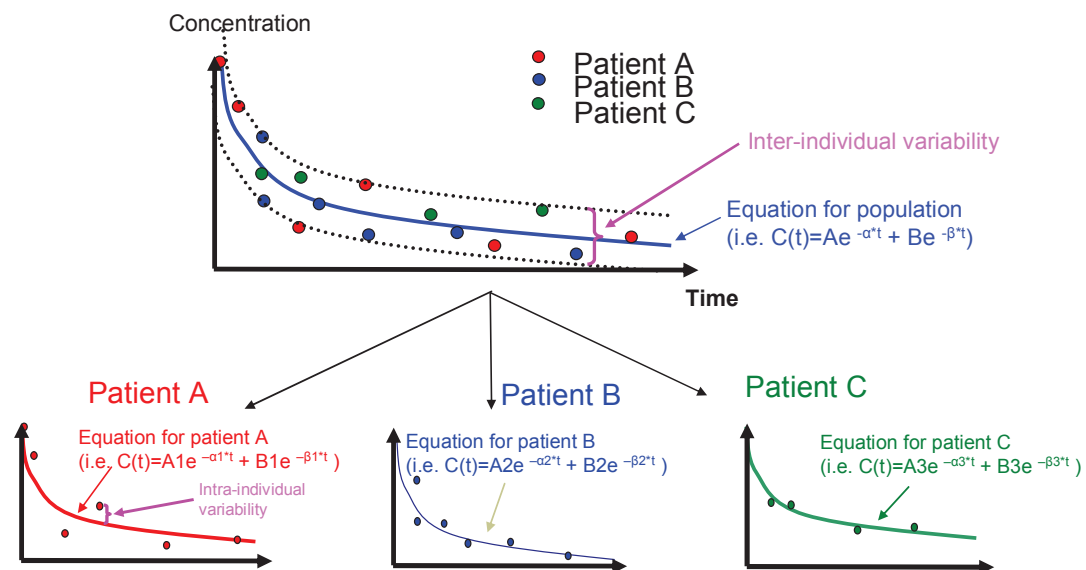 Concentration
Patient A
Patient B
Patient C
Inter-individual variability
Equation for population
(i.e. C(t)=Ae -α*t + Be -β*t)
Time
Patient A
Patient B
Patient C
Equation for patient A
(i.e. C(t)=A1e –α1*t + B1e –β1*t )
Intra-individual
variability
Equation for patient B
(i.e. C(t)=A2e –α2*t + B2e –β2*t )
Equation for patient C
(i.e. C(t)=A3e –α3*t + B3e –β3*t )